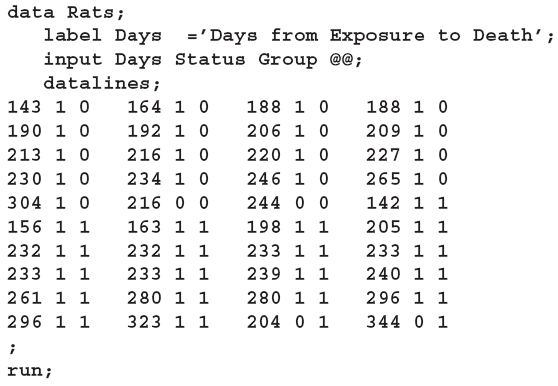 data Rats;
   label Days  =’Days from Exposure to Death’;
   input Days Status Group @@;
   datalines;
143 1 0   164 1 0   188 1 0   188 1 0
190 1 0   192 1 0   206 1 0   209 1 0
213 1 0   216 1 0   220 1 0   227 1 0
230 1 0   234 1 0   246 1 0   265 1 0
304 1 0   216 0 0   244 0 0   142 1 1
156 1 1   163 1 1   198 1 1   205 1 1
232 1 1   232 1 1   233 1 1   233 1 1
233 1 1   233 1 1   239 1 1   240 1 1
261 1 1   280 1 1   280 1 1   296 1 1
296 1 1   323 1 1   204 0 1   344 0 1
;
run;